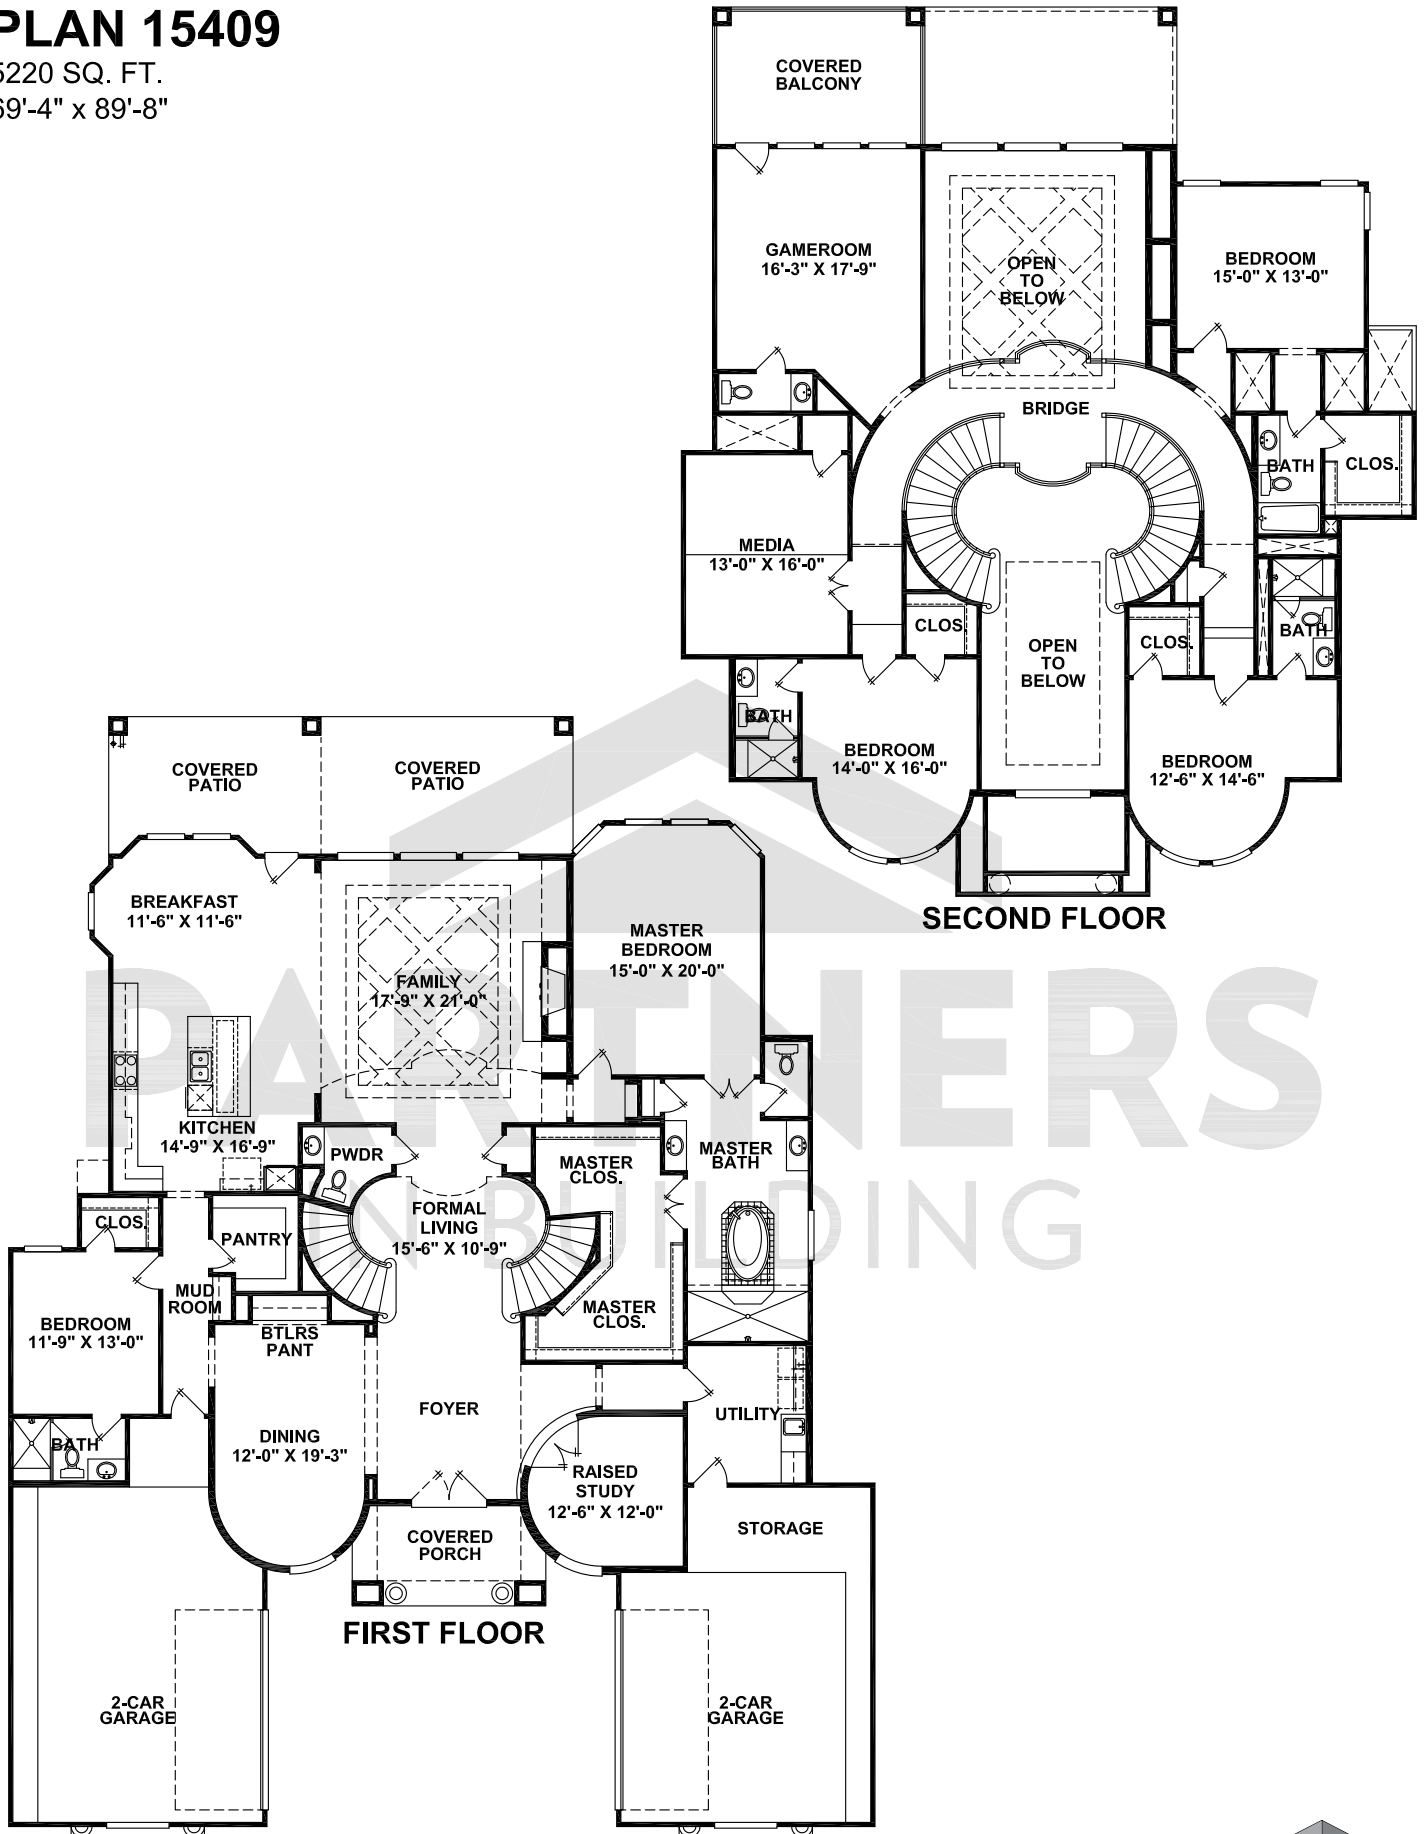 PLAN 15409
5220 SQ. FT.
69'-4" x 89'-8"
COVERED
BALCONY
GAMEROOM
16'-3" X 17'-9"
OPEN
TO
BELOW
BEDROOM
15'-0" X 13'-0"
BRIDGE
BATH
CLOS.
MEDIA
13'-0" X 16'-0"
CLOS.
OPEN
TO
BELOW
CLOS.
BATH
BATH
BEDROOM
14'-0" X 16'-0"
BEDROOM
12'-6" X 14'-6"
SECOND FLOOR
COVERED
PATIO
COVERED
PATIO
BREAKFAST
11'-6" X 11'-6"
FAMILY
17'-9" X 21'-0"
MASTER
BEDROOM
15'-0" X 20'-0"
KITCHEN
14'-9" X 16'-9"
PWDR
MASTER
CLOS.
MASTER
BATH
FORMAL
LIVING
15'-6" X 10'-9"
CLOS.
PANTRY
MUD
ROOM
BEDROOM
11'-9" X 13'-0"
BTLRS
PANT
MASTER
CLOS.
FOYER
UTILITY
BATH
DINING
12'-0" X 19'-3"
RAISED
STUDY
12'-6" X 12'-0"
COVERED
PORCH
STORAGE
FIRST FLOOR
2-CAR
GARAGE
2-CAR
GARAGE
PARTNERS
IN BUILDING